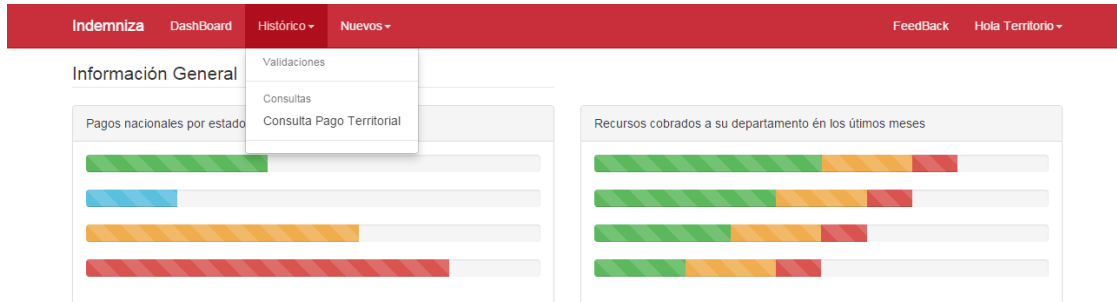 Indemniza DashBoard Histórico Nuevos FeedBack Hola Territorio
Validaciones
Información General
Consultas
Consulta Pago Territorial
Pagos nacionales por estado
Recursos cobrados a su departamento én los útimos meses